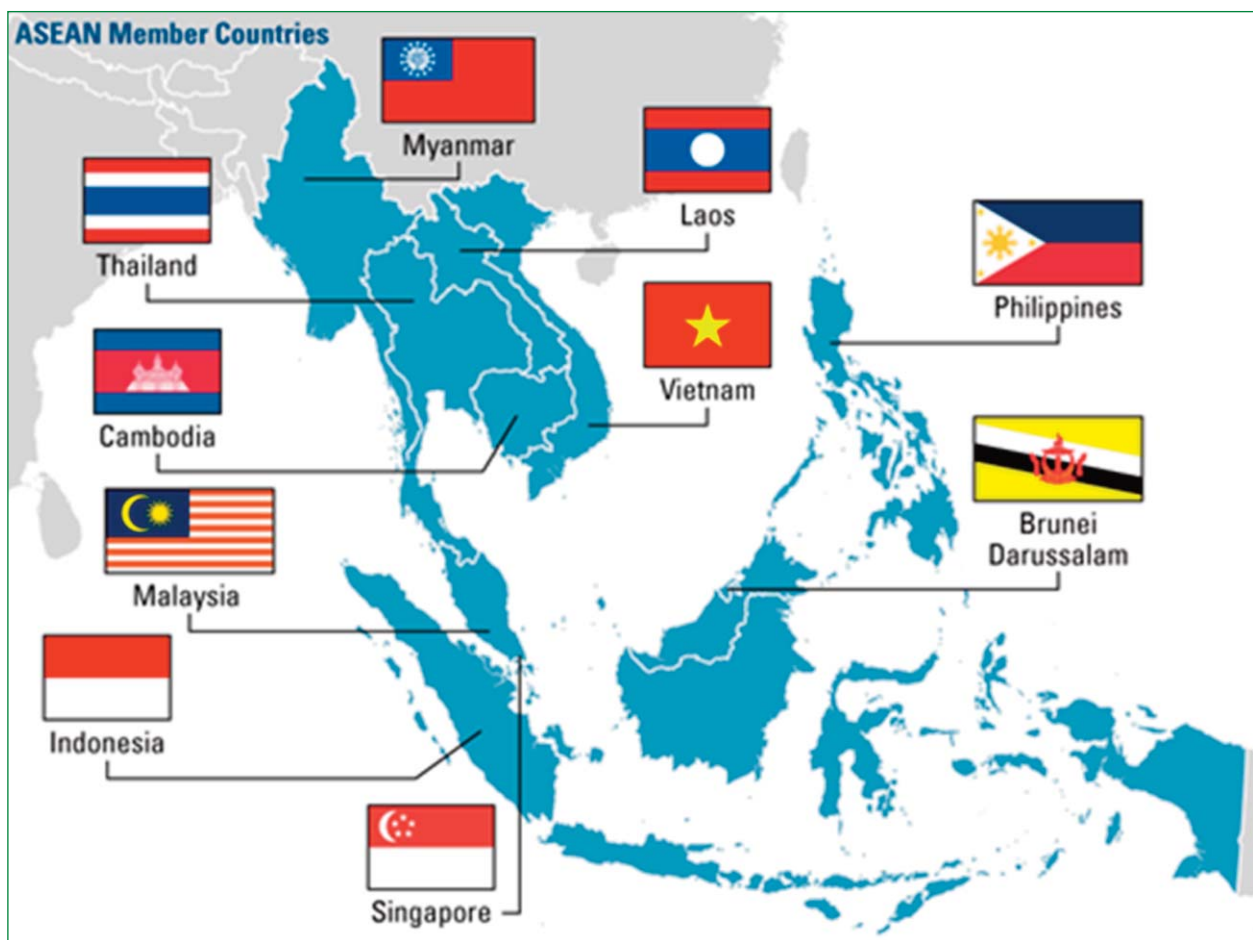 ASEAN Member Countries
Myanmar
Laos
Thailand
Philippines
Vietnam
Cambodia
Brunei
Darussalam
Malaysia
Indonesia
Singapore